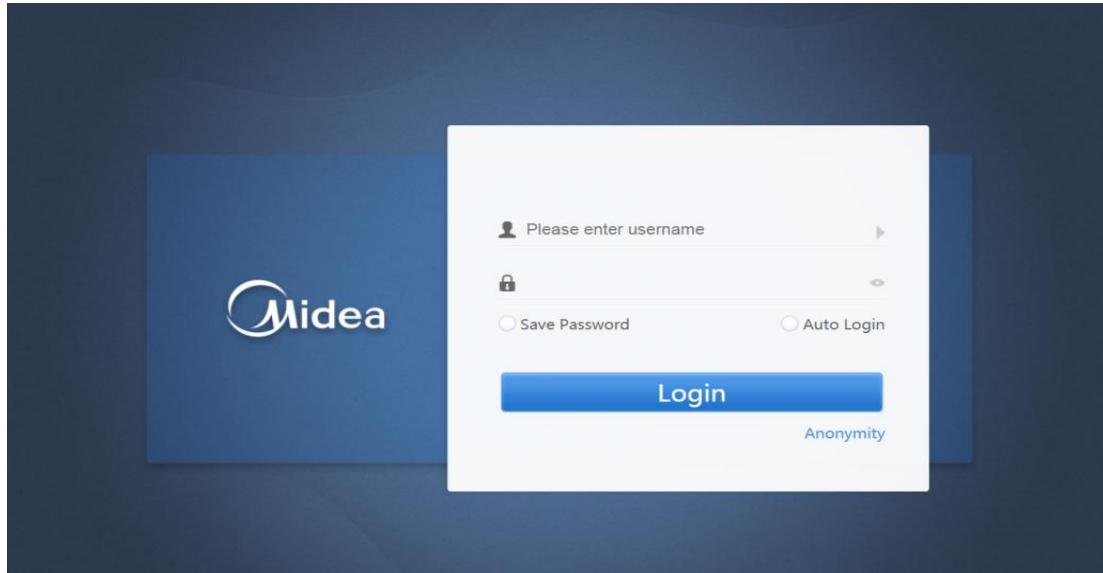 Midea
Please enter username
Save Password
Auto Login
Login
Anonymity